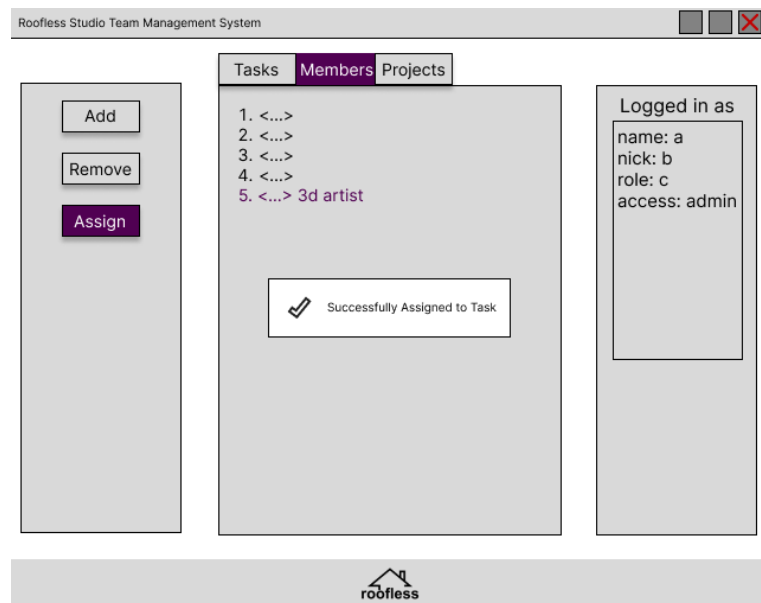 Roofless Studio Team Management System
Tasks Members Projects
Add
Remove
Assign
1. <...>
2. <...>
3. <...>
4. <...>
5. <...> 3d artist
Successfully Assigned to Task
Logged in as
name: a
nick: b
role: c
access: admin
roofless